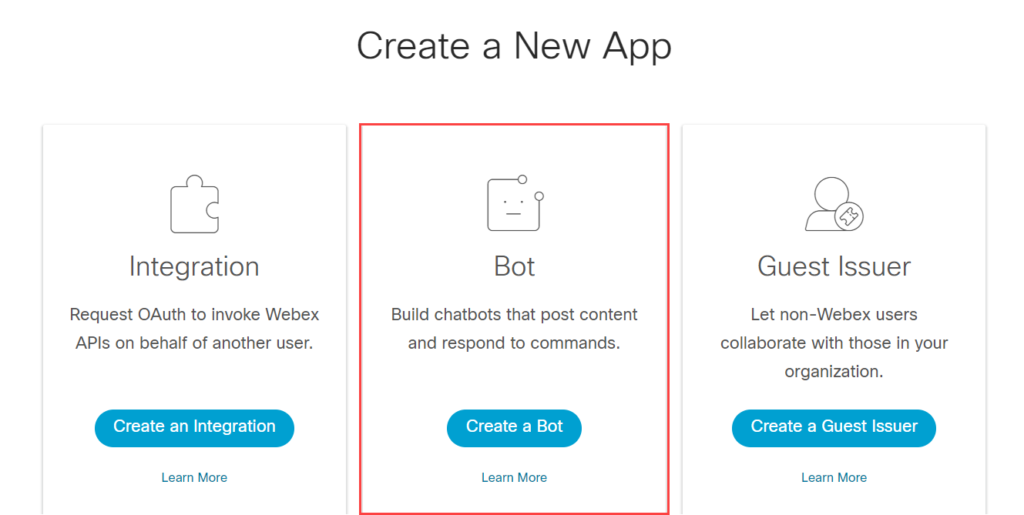 Create a New App
Integration
Request OAuth to invoke Webex
APIs on behalf of another user.
Create an Integration
Learn More
Bot
Build chatbots that post content
and respond to commands.
Create a Bot
Learn More
Guest Issuer
Let non-Webex users
collaborate with those in your
organization.
Create a Guest Issuer
Learn More